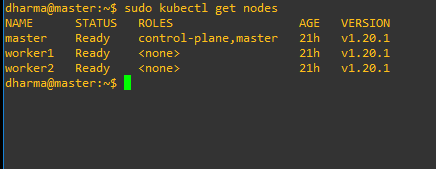 dharma@master:~$ sudo kubectl get nodes
NAME      STATUS   ROLES                  AGE   VERSION
master    Ready    control-plane,master   21h   v1.20.1
worker1   Ready    <none>                 21h   v1.20.1
worker2   Ready    <none>                 21h   v1.20.1
dharma@master:~$